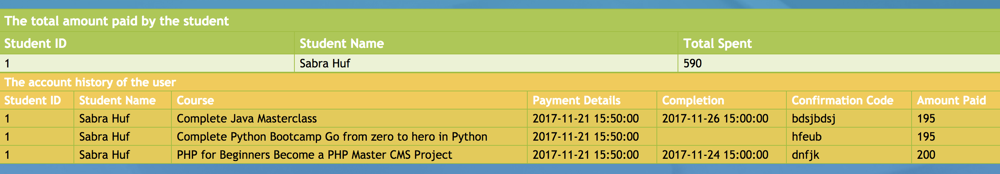 The total amount paid by the student
Student ID Student Name Total Spent
1 Sabra Huf 590
The account history of the user
Student ID Student Name Course Payment Details Completion Confirmation Code Amount Paid
1 Sabra Huf Complete Java Masterclass 2017-11-21 15:50:00 2017-11-26 15:00:00 bdsjbdsj 195
1 Sabra Huf Complete Python Bootcamp Go from zero to hero in Python 2017-11-21 15:50:00 hfeub 195
1 Sabra Huf PHP for Beginners Become a PHP Master CMS Project 2017-11-21 15:50:00 2017-11-24 15:00:00 dnfjk 200